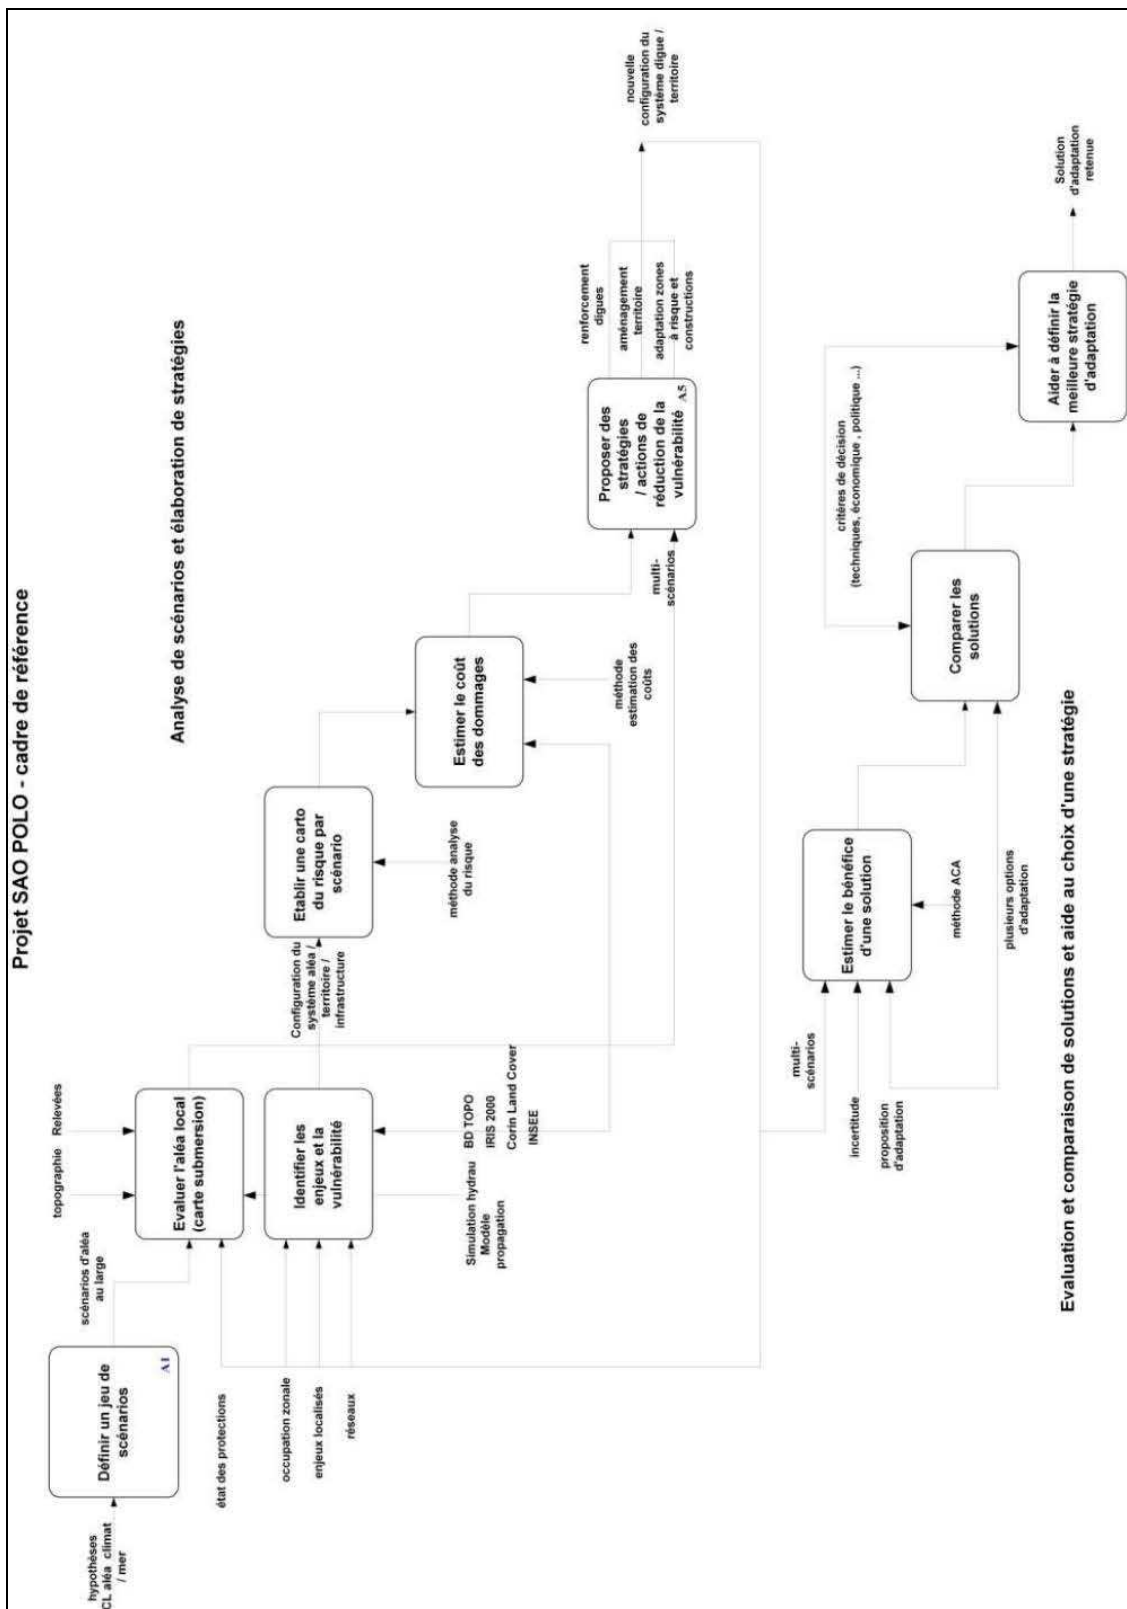 Projet SAO POLO - cadre de référence
Analyse de scénarios et élaboration de stratégies
hypothèses
CL aléa climat
/ mer
Définir un jeu de
scénarios
A1
scénarios d'aléa
au large
topographie
Relevées
Evaluer l'aléa local
(carte submersion)
état des protections
occupation zonale
enjeux localisés
réseaux
Identifier les
enjeux et la
vulnérabilité
Simulation hydrau
Modèle
propagation
BD TOPO
IRIS 2000
Corin Land Cover
INSEE
Configuration du
système aléa /
territoire /
infrastructure
Etablir une carto
du risque par
scénario
méthode analyse
du risque
Estimer le coût
des dommages
méthode
estimation des
coûts
multi-
scénarios
Proposer des
stratégies
/ actions de
réduction de la
vulnérabilité
A5
renforcement
digues
aménagement
territoire
adaptation zones
à risque et
constructions
nouvelle
configuration du
système digue /
territoire
multi-
scénarios
incertitude
proposition
d'adaptation
Estimer le bénéfice
d'une solution
méthode ACA
plusieurs options
d'adaptation
Comparer les
solutions
critères de décision
(techniques, économique , politique ...)
Aider à définir la
meilleure stratégie
d'adaptation
Solution
d'adaptation
retenue
Evaluation et comparaison de solutions et aide au choix d'une stratégie